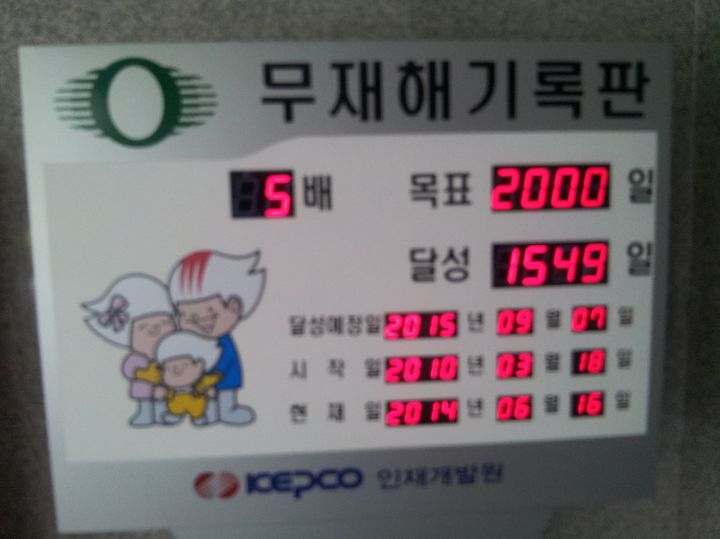 무재해기록판
5 배 목표 2000 일
달성 1549 일
달성예정일 2015 년 09 월 07 일
시 작 일 2010 년 03 월 18 일
현 재 일 2014 년 06 월 16 일
KEPCO 인재개발원